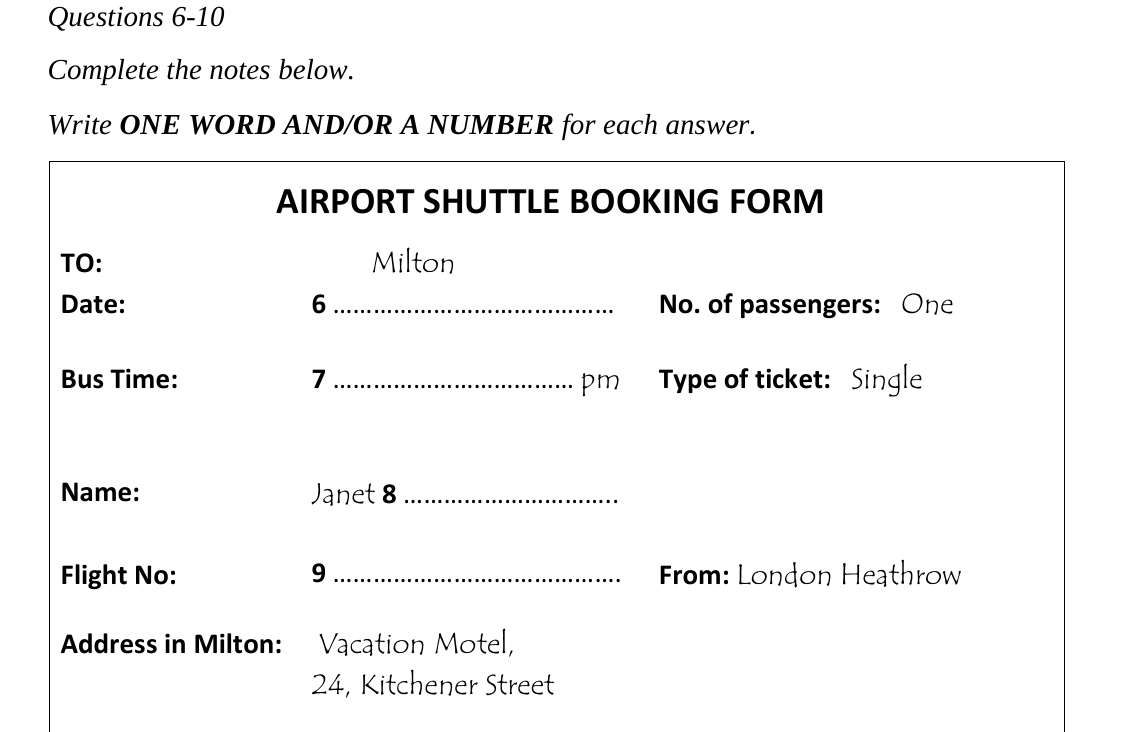 Questions 6-10
Complete the notes below.
Write ONE WORD AND/OR A NUMBER for each answer.
AIRPORT SHUTTLE BOOKING FORM
TO: Milton
Date: 6 …………………………………… No. of passengers: One
Bus Time: 7 ……………………………… pm Type of ticket: Single
Name: Janet 8 …………………………..
Flight No: 9 ……………………………………. From: London Heathrow
Address in Milton: Vacation Motel,
24, Kitchener Street